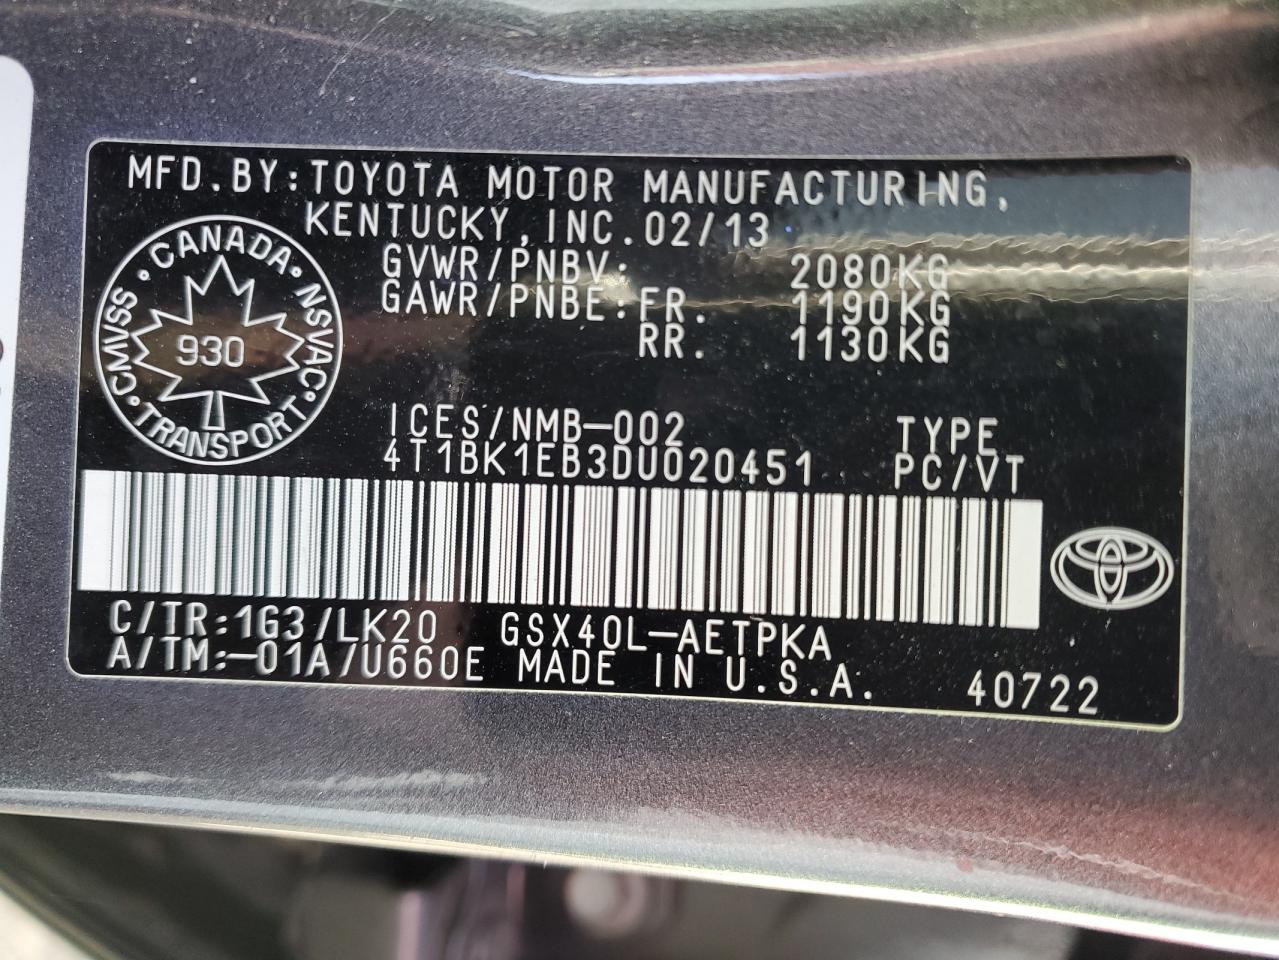 MFD.BY:TOYOTA MOTOR MANUFACTURING,
KENTUCKY,INC.02/13
GVWR/PNBV: 2080KG
GAWR/PNBE:FR. 1190KG
RR. 1130KG
CANADA
CMVSS
NSVAC
930
TRANSPORT
ICES/NMB-002
4T1BK1EB3DU020451
TYPE
PC/VT
C/TR:1G3/LK20 GSX40L-AETPKA
A/TM:-01A/U660E MADE IN U.S.A. 40722